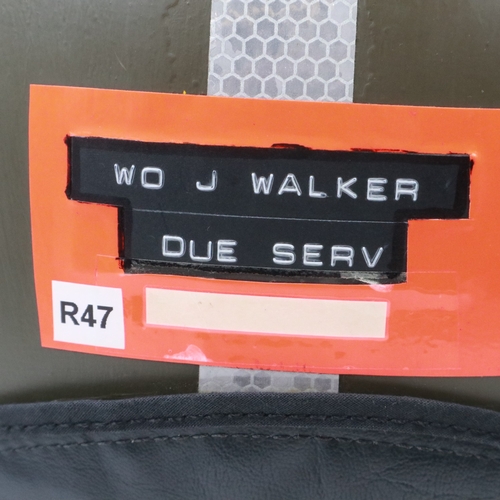 WO J WALKER
DUE SERV
R47